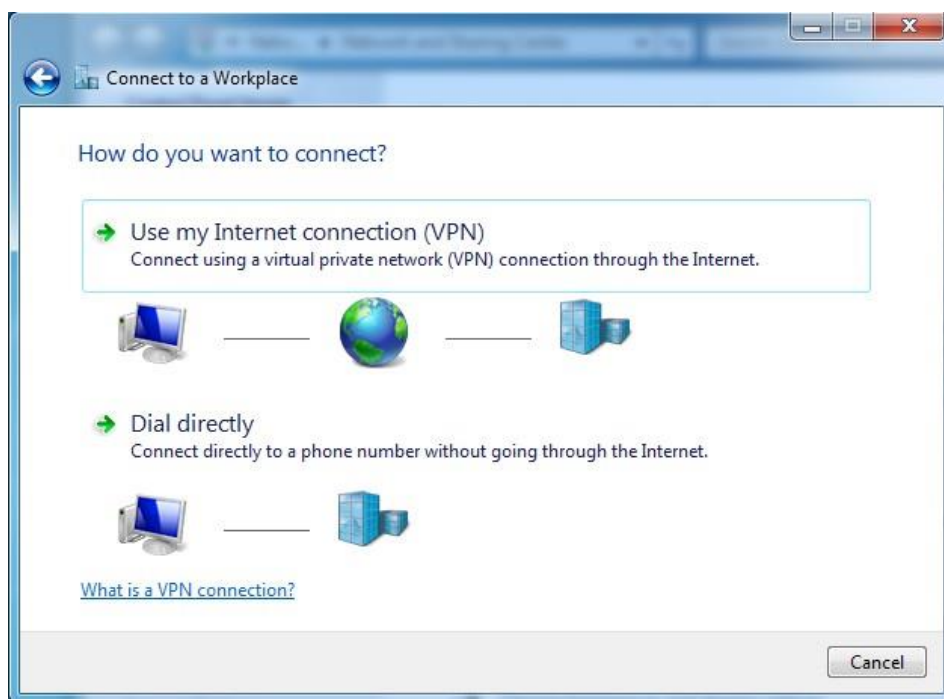 Connect to a Workplace
How do you want to connect?
Use my Internet connection (VPN)
Connect using a virtual private network (VPN) connection through the Internet.
Dial directly
Connect directly to a phone number without going through the Internet.
What is a VPN connection?
Cancel